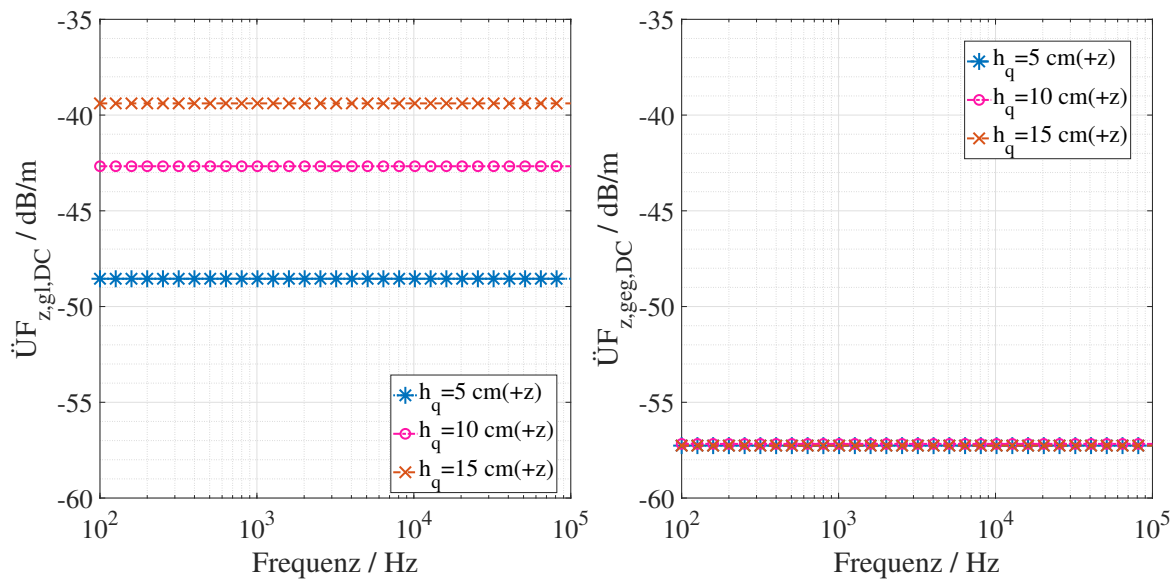 -35
-40
-45
-50
-55
-60
ÜF_{z,gl,DC} / dB/m
h_q=5 cm(+z)
h_q=10 cm(+z)
h_q=15 cm(+z)
10^2 10^3 10^4 10^5
Frequenz / Hz
-35
-40
-45
-50
-55
-60
ÜF_{z,geg,DC} / dB/m
h_q=5 cm(+z)
h_q=10 cm(+z)
h_q=15 cm(+z)
10^2 10^3 10^4 10^5
Frequenz / Hz